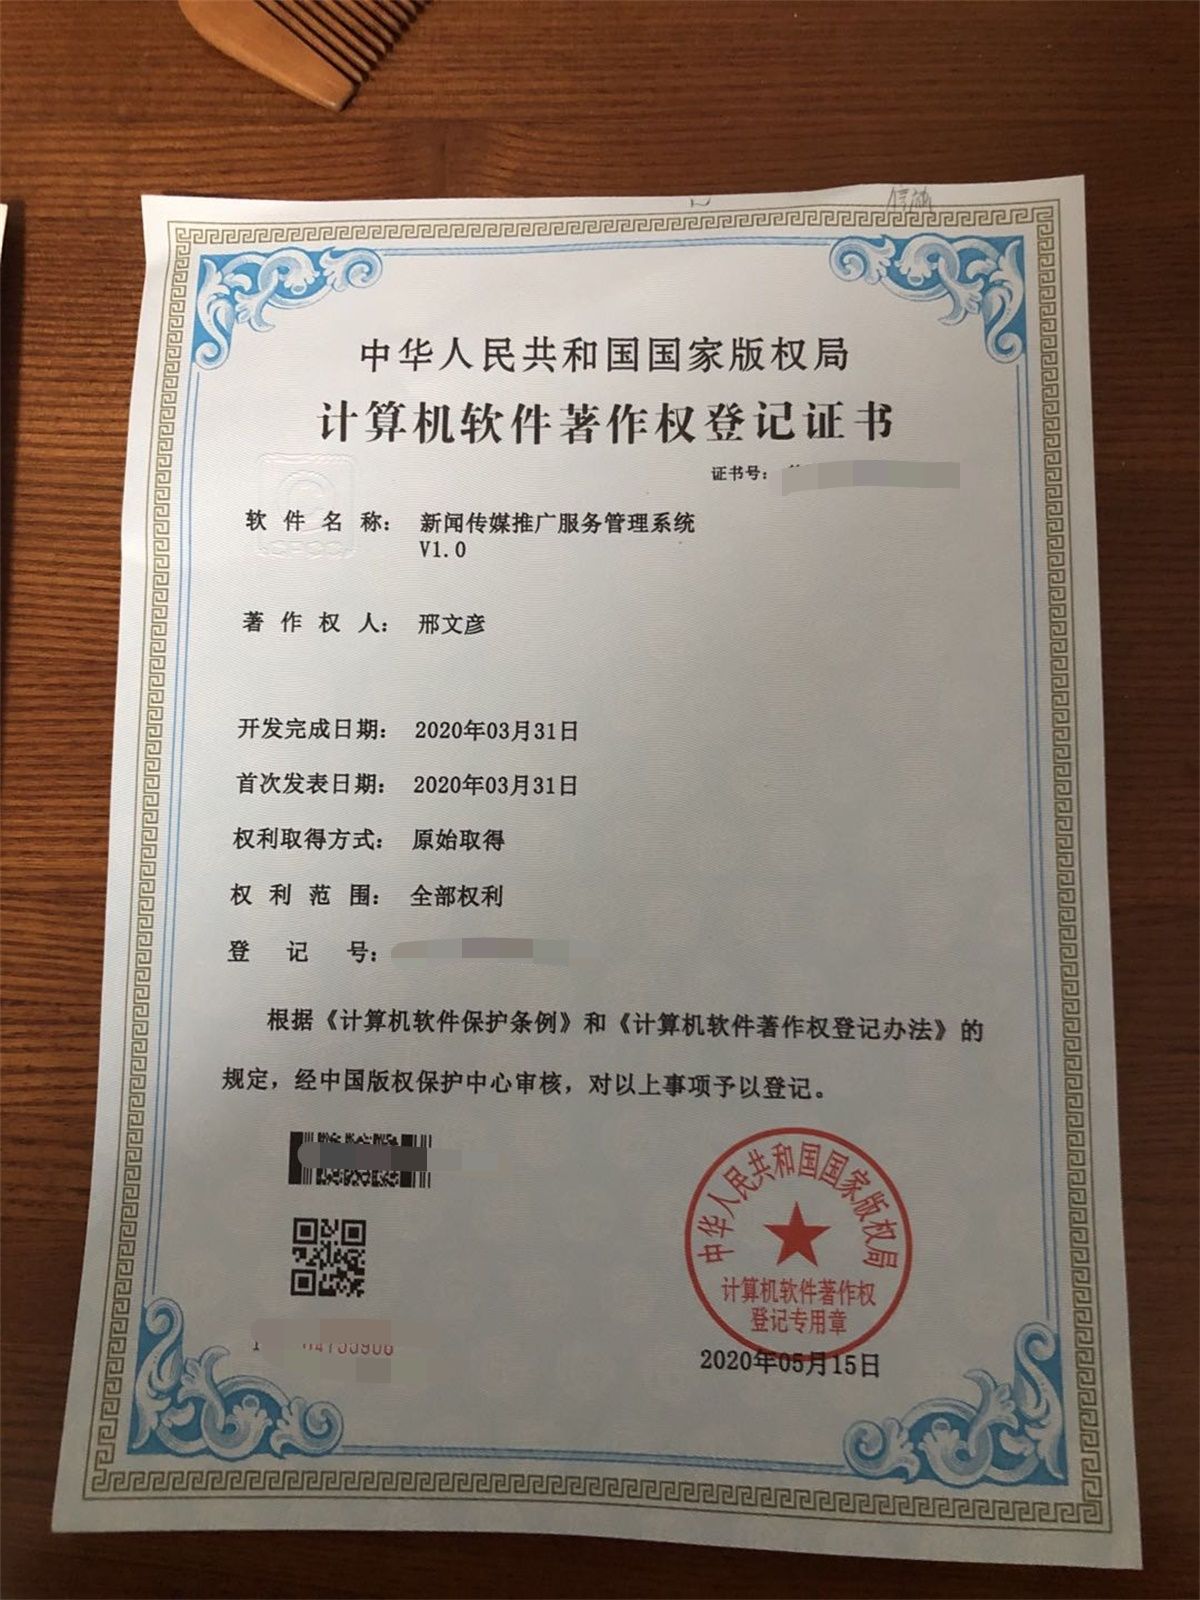 中华人民共和国国家版权局
计算机软件著作权登记证书
证书号：
软件名称： 新闻传媒推广服务管理系统
V1.0
著作权人： 邢文彦
开发完成日期： 2020年03月31日
首次发表日期： 2020年03月31日
权利取得方式： 原始取得
权利范围： 全部权利
登记号：
根据《计算机软件保护条例》和《计算机软件著作权登记办法》的
规定，经中国版权保护中心审核，对以上事项予以登记。
中华人民共和国国家版权局
计算机软件著作权
登记专用章
2020年05月15日